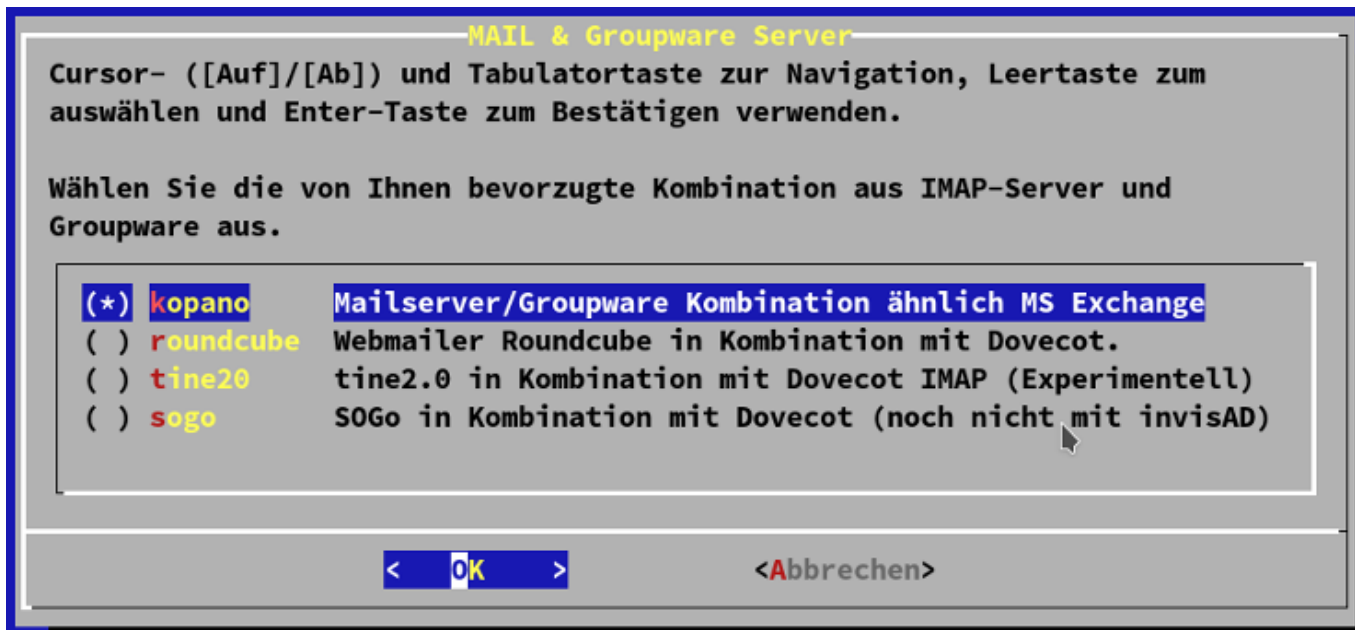 MAIL & Groupware Server
Cursor- ([Auf]/[Ab]) und Tabulatortaste zur Navigation, Leertaste zum
auswählen und Enter-Taste zum Bestätigen verwenden.
Wählen Sie die von Ihnen bevorzugte Kombination aus IMAP-Server und
Groupware aus.
(*) kopano Mailserver/Groupware Kombination ähnlich MS Exchange
( ) roundcube Webmailer Roundcube in Kombination mit Dovecot.
( ) tine20 tine2.0 in Kombination mit Dovecot IMAP (Experimentell)
( ) sogo SOGo in Kombination mit Dovecot (noch nicht mit invisAD)
< OK > <Abbrechen>